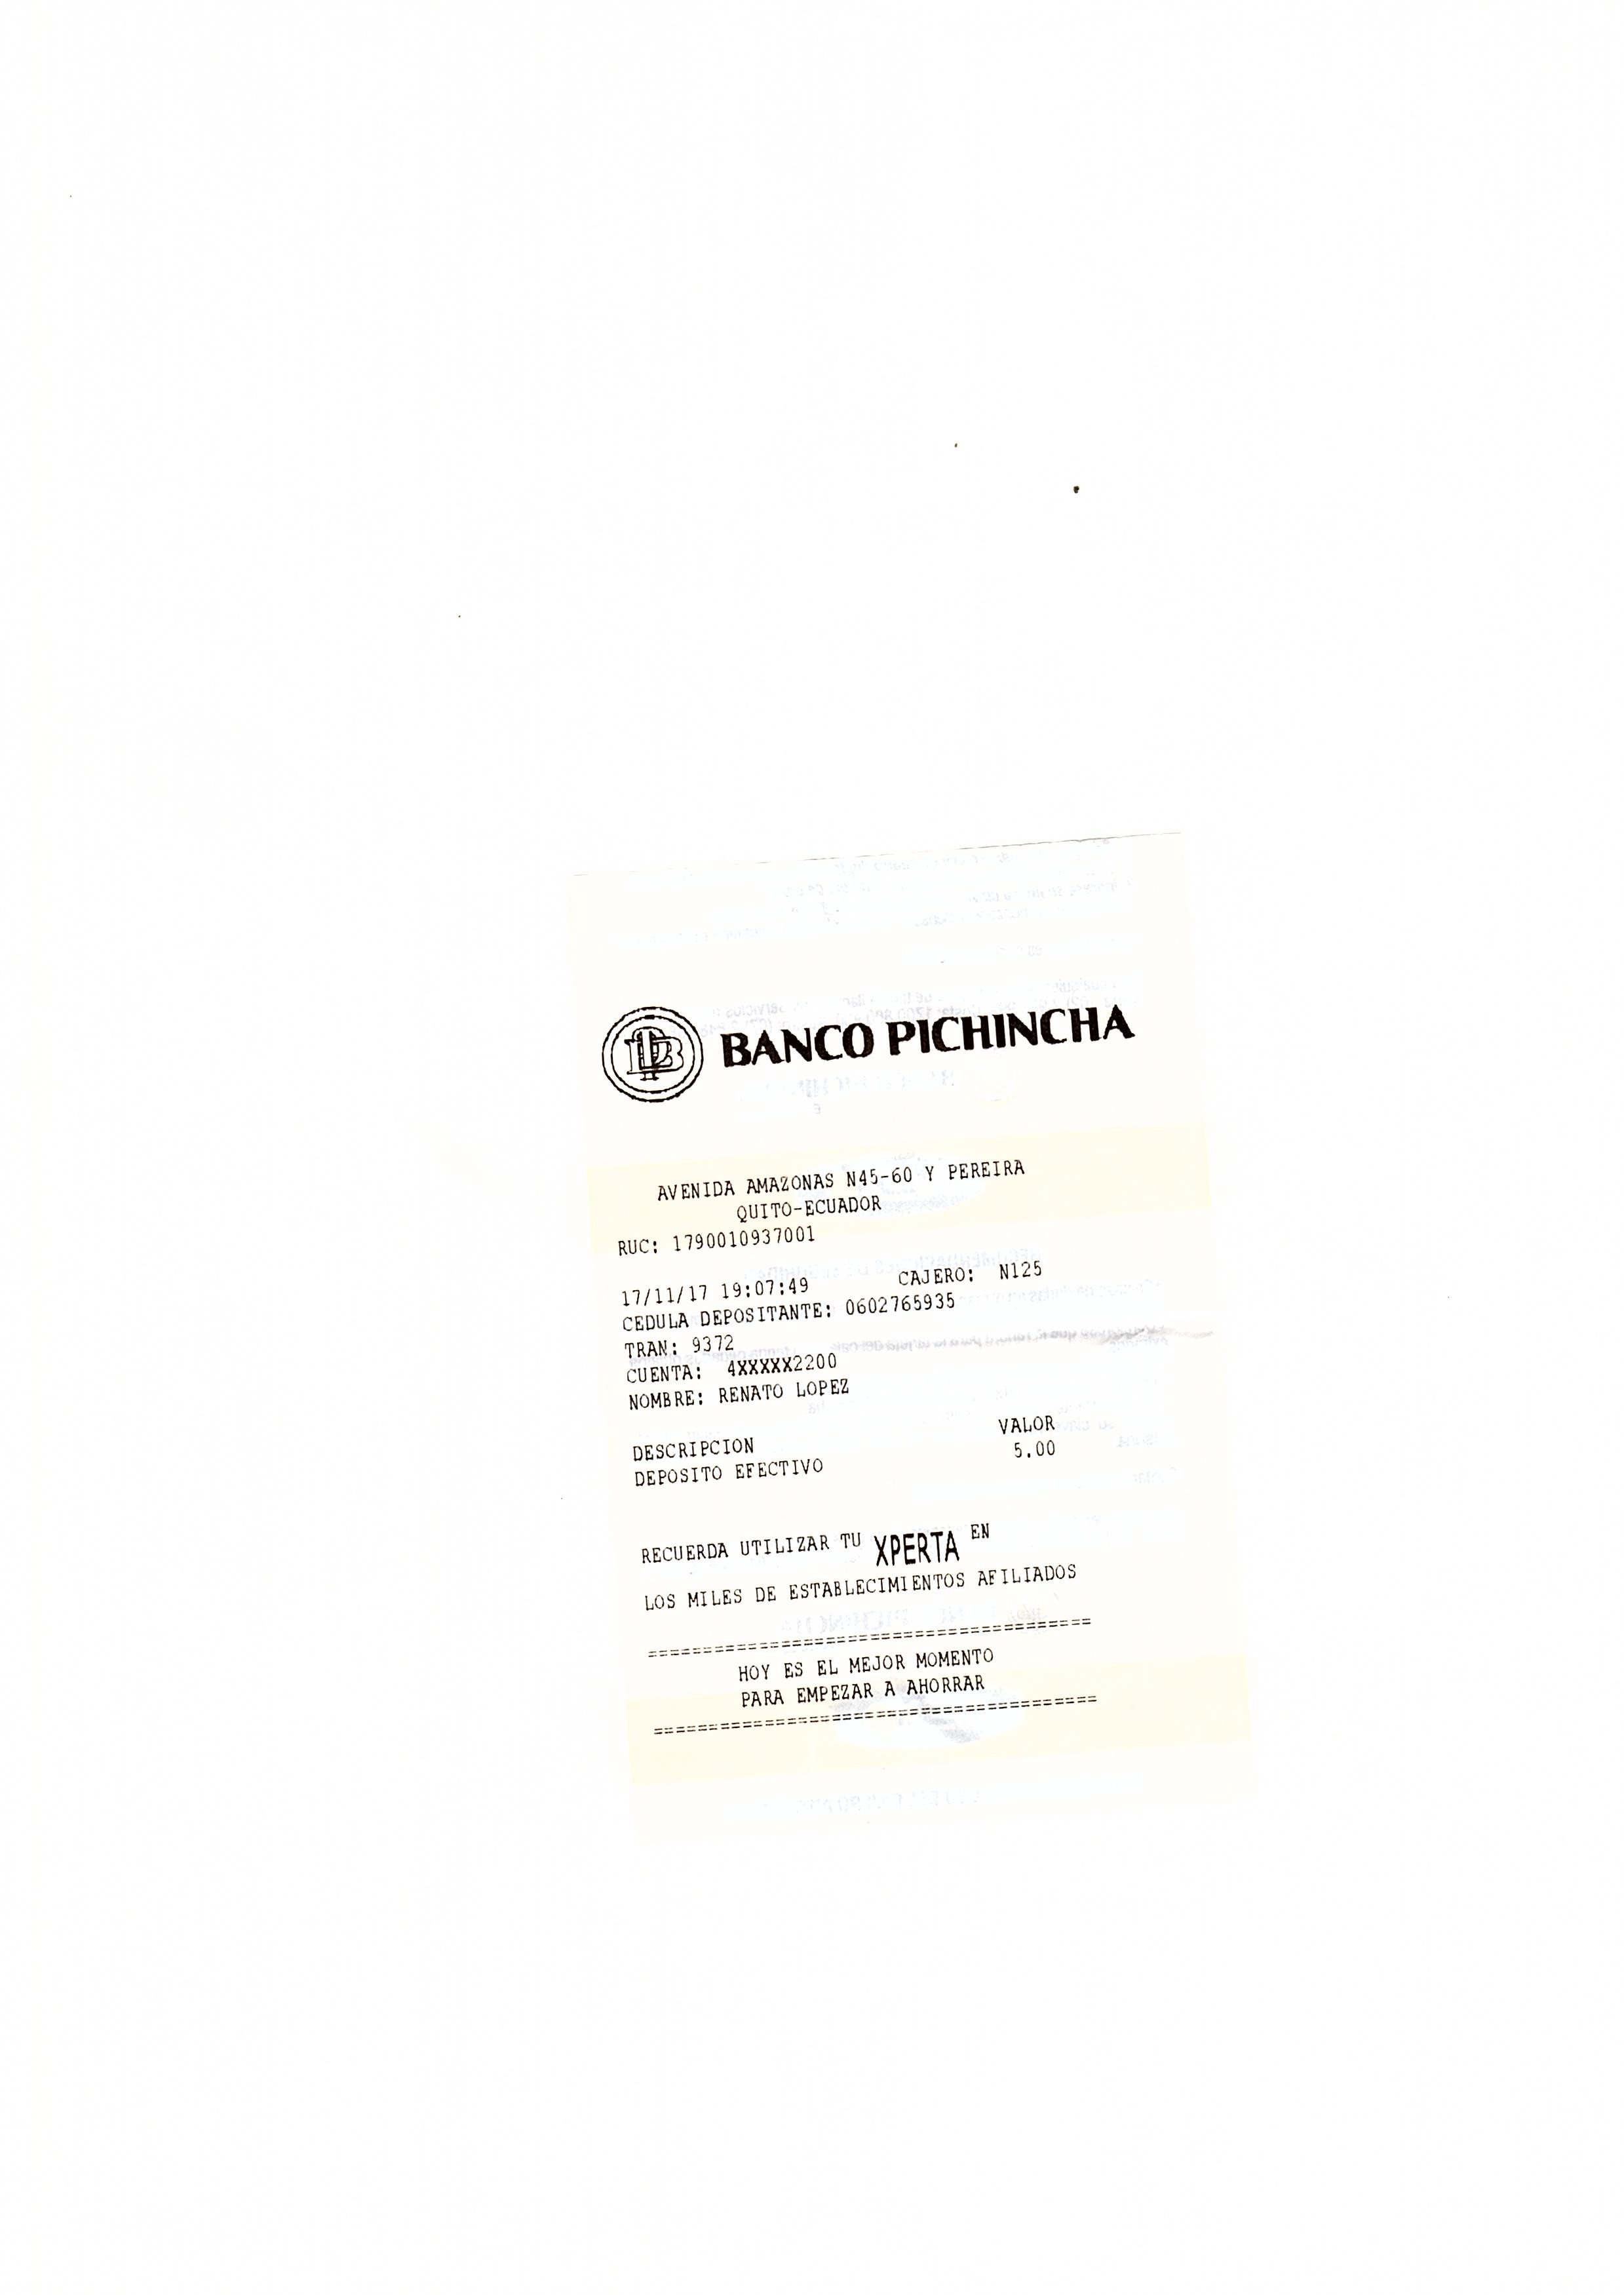 BANCO PICHINCHA
AVENIDA AMAZONAS N45-60 Y PEREIRA
QUITO-ECUADOR
RUC: 1790010937001
17/11/17 19:07:49 CAJERO: N125
CEDULA DEPOSITANTE: 0602765935
TRAN: 9372
CUENTA: 4XXXXX2200
NOMBRE: RENATO LOPEZ
DESCRIPCION VALOR
DEPOSITO EFECTIVO 5.00
RECUERDA UTILIZAR TU XPERTA EN
LOS MILES DE ESTABLECIMIENTOS AFILIADOS
=======================================
HOY ES EL MEJOR MOMENTO
PARA EMPEZAR A AHORRAR
=======================================